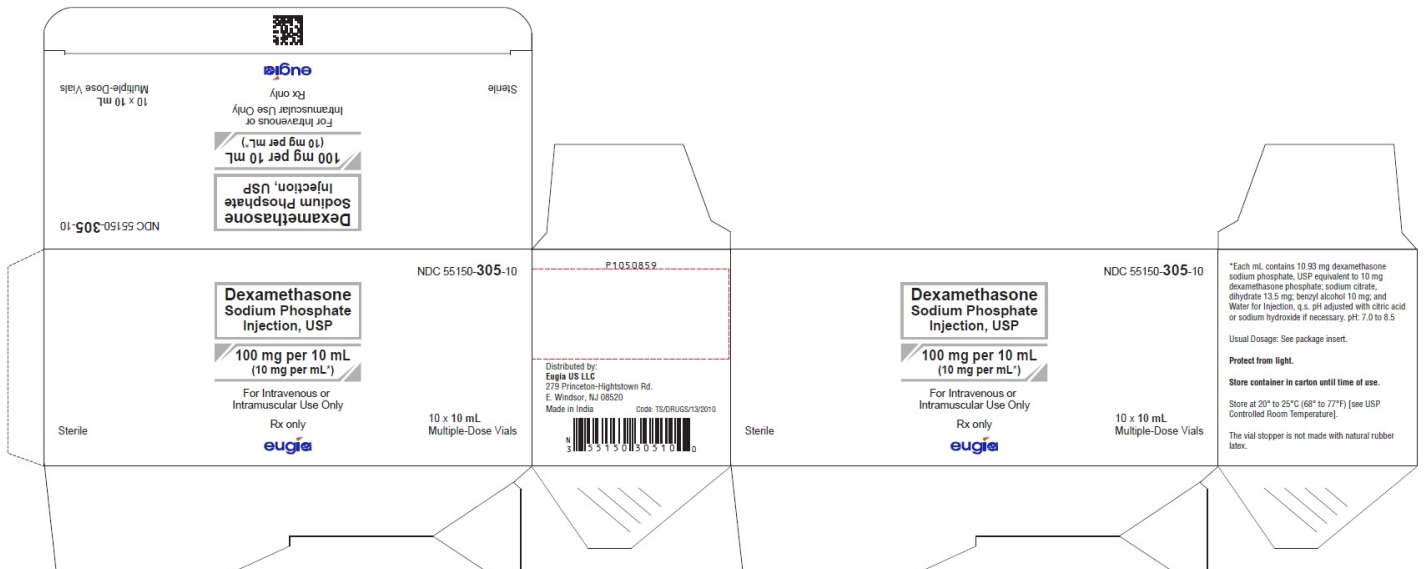 eugia
Rx only
For Intravenous or
Intramuscular Use Only
100 mg per 10 mL
(10 mg per mL*)
Dexamethasone
Sodium Phosphate
Injection, USP
10 x 10 mL
Multiple-Dose Vials
Sterile
NDC 55150-305-10
NDC 55150-305-10
Dexamethasone
Sodium Phosphate
Injection, USP
100 mg per 10 mL
(10 mg per mL*)
For Intravenous or
Intramuscular Use Only
Rx only
eugia
Sterile
10 x 10 mL
Multiple-Dose Vials
P1050859
Distributed by:
Eugia US LLC
279 Princeton-Hightstown Rd.
E. Windsor, NJ 08520
Made in India Code: TS/DRUGS/13/2010
N
3 55150 30510 0
NDC 55150-305-10
Dexamethasone
Sodium Phosphate
Injection, USP
100 mg per 10 mL
(10 mg per mL*)
For Intravenous or
Intramuscular Use Only
Rx only
eugia
Sterile
10 x 10 mL
Multiple-Dose Vials
*Each mL contains 10.93 mg dexamethasone
sodium phosphate, USP equivalent to 10 mg
dexamethasone phosphate; sodium citrate,
dihydrate 13.5 mg; benzyl alcohol 10 mg; and
Water for Injection, q.s. pH adjusted with citric acid
or sodium hydroxide if necessary. pH: 7.0 to 8.5
Usual Dosage: See package insert.
Protect from light.
Store container in carton until time of use.
Store at 20° to 25°C (68° to 77°F) [see USP
Controlled Room Temperature].
The vial stopper is not made with natural rubber
latex.